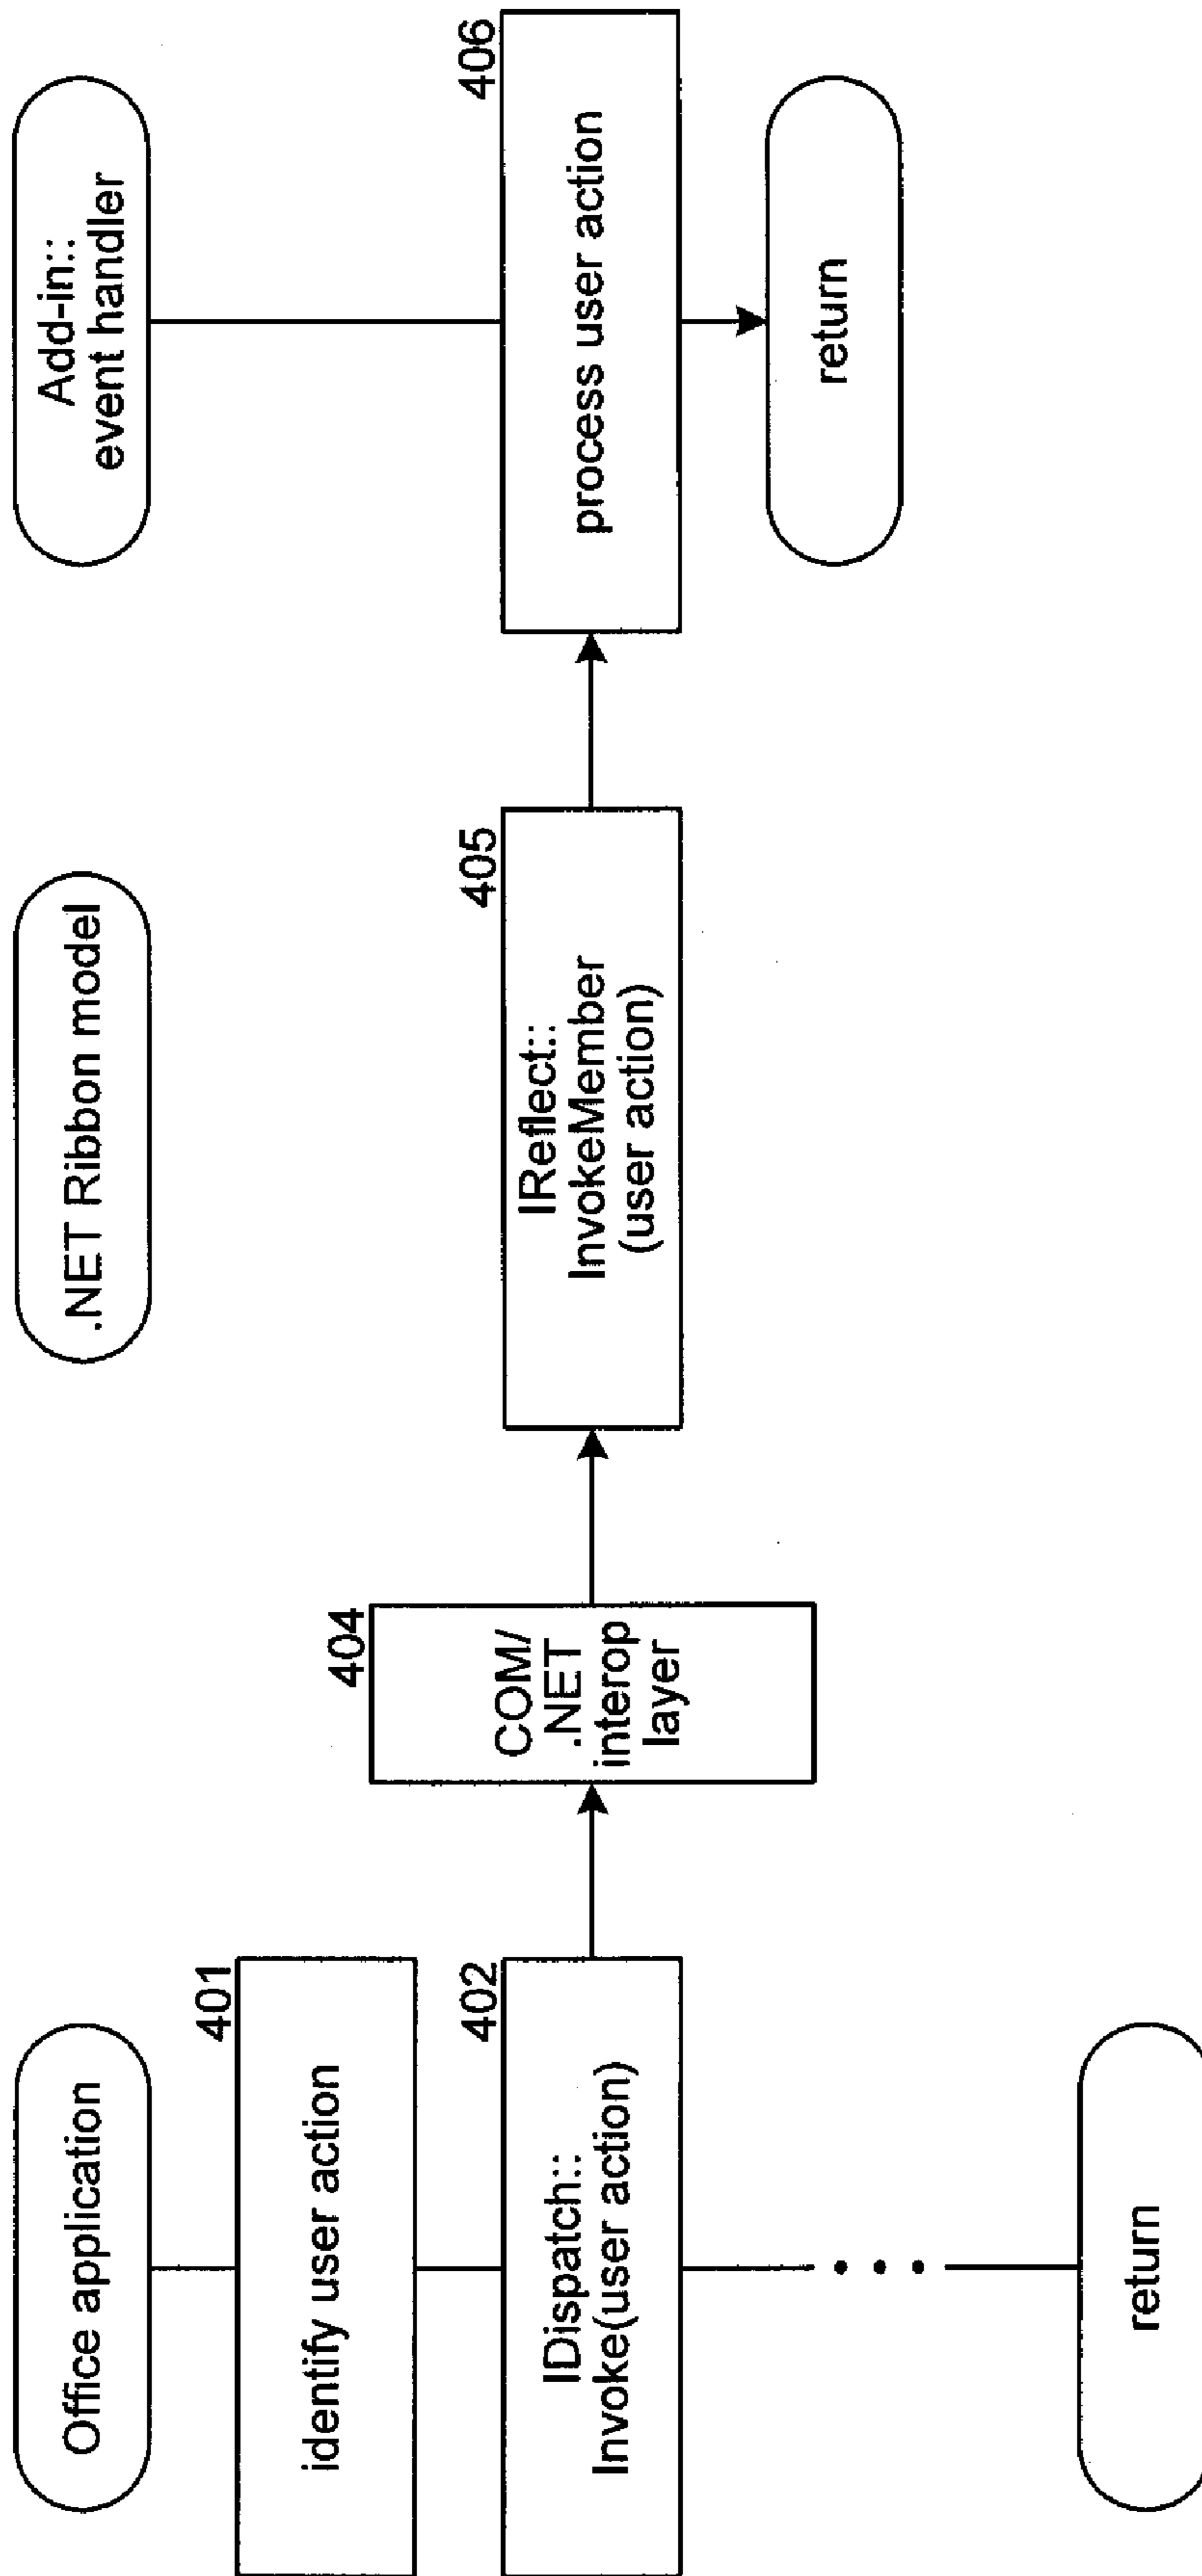 Office application
401
identify user action
402
IDispatch::
Invoke(user action)
return
404
COM/
.NET
interop
layer
.NET Ribbon model
405
IReflect::
InvokeMember
(user action)
Add-in::
event handler
406
process user action
return